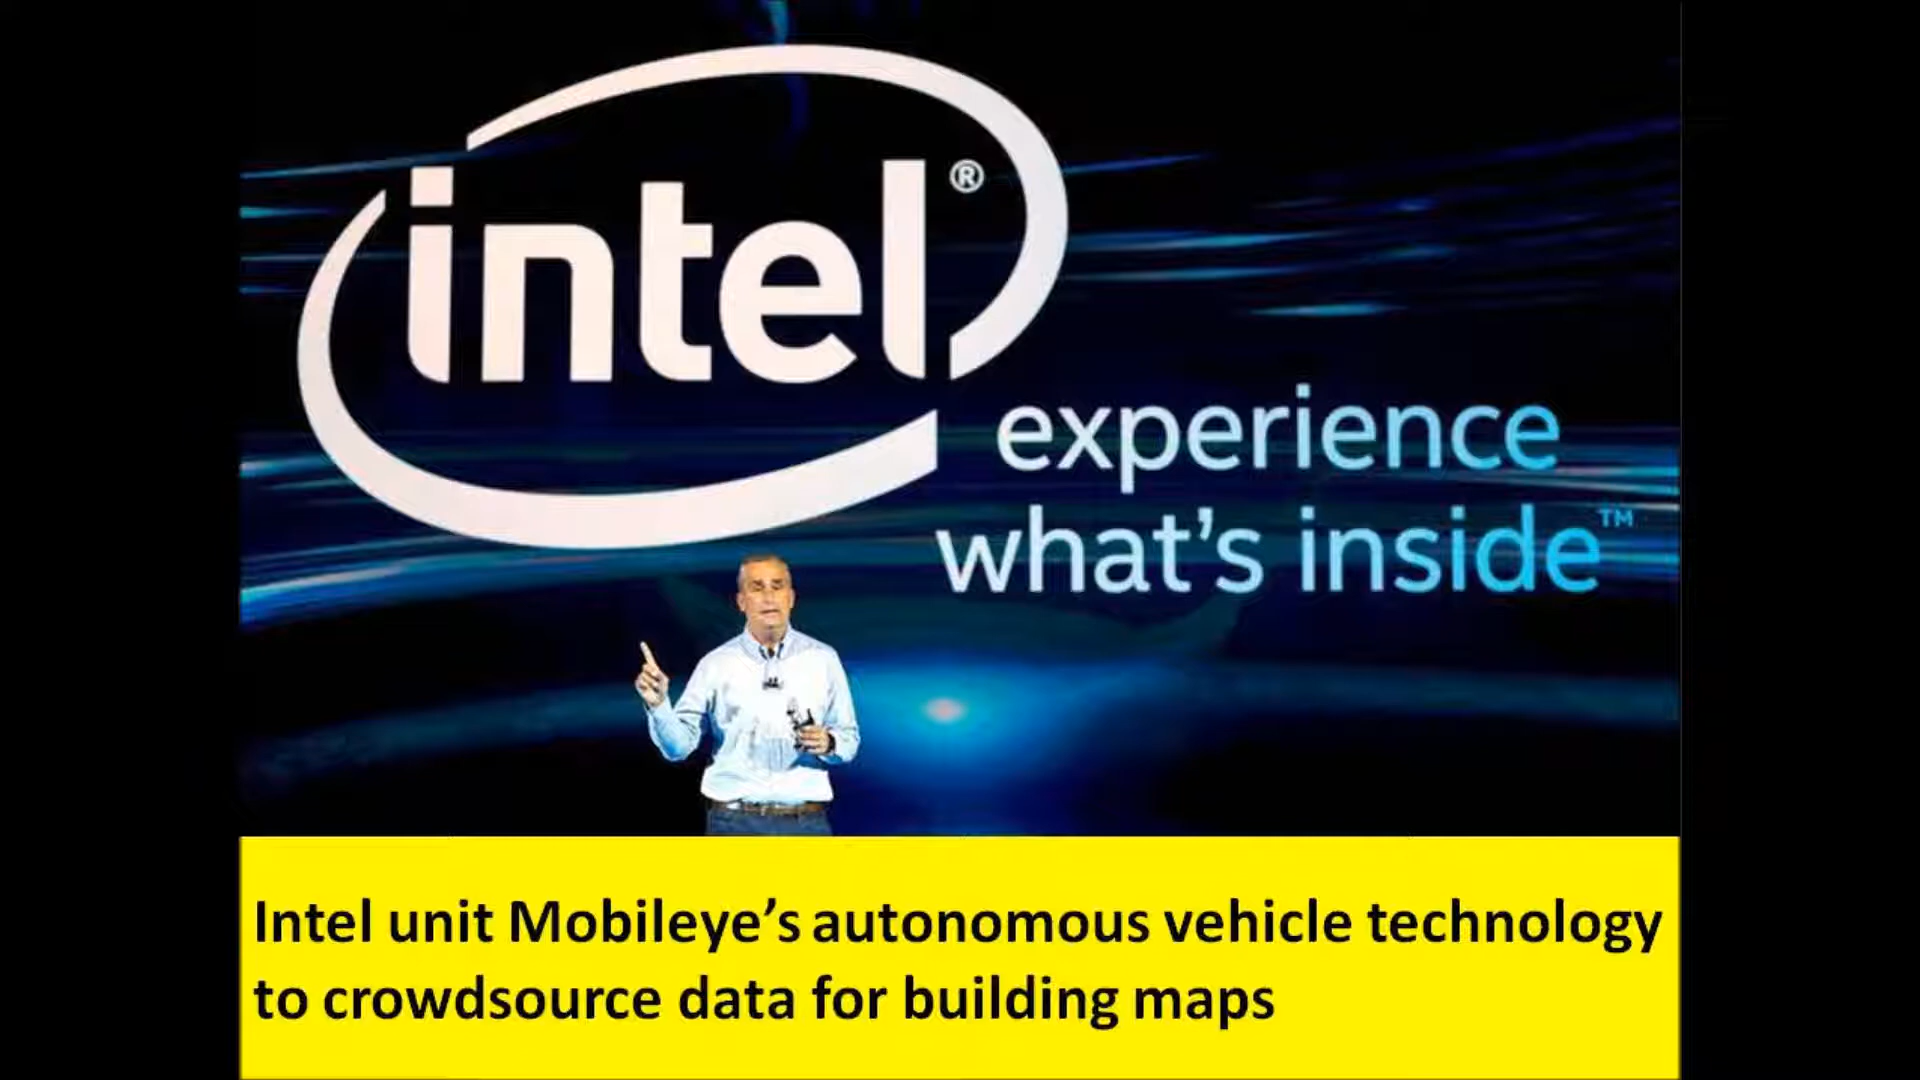 intel®
experience
what's inside™
Intel unit Mobileye's autonomous vehicle technology
to crowdsource data for building maps